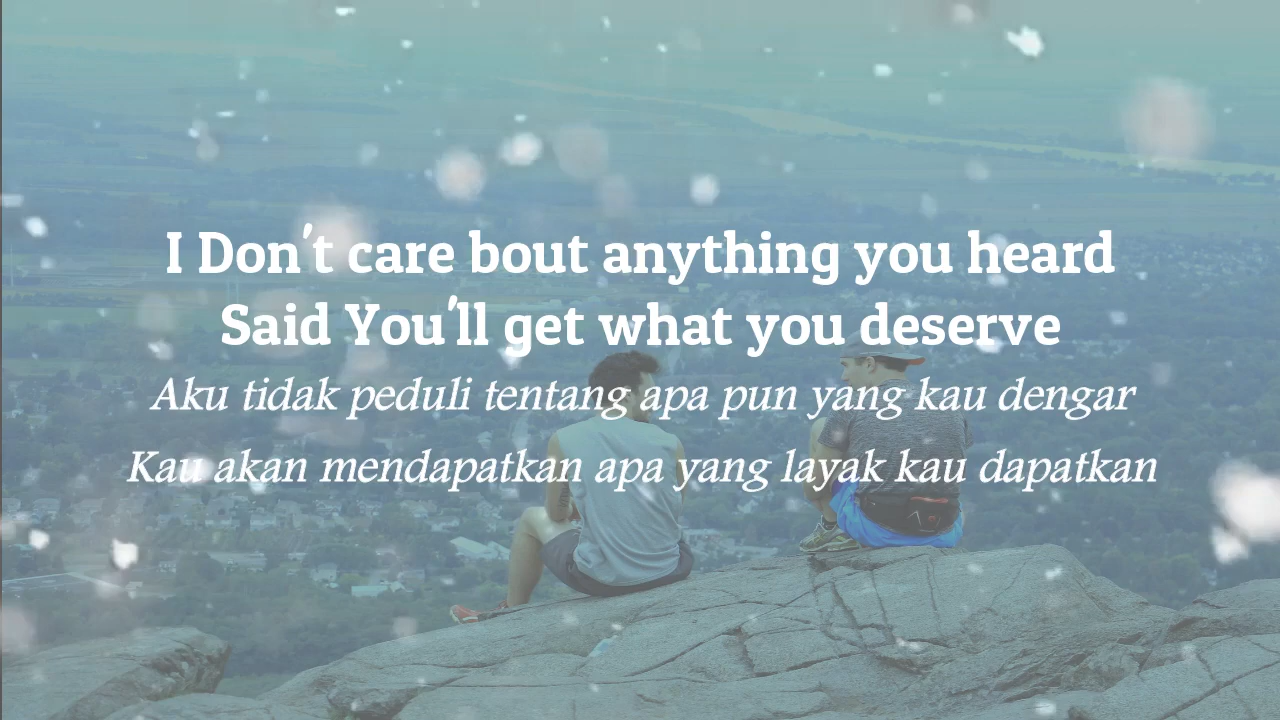 I Don't care bout anything you heard
Said You'll get what you deserve
Aku tidak peduli tentang apa pun yang kau dengar
Kau akan mendapatkan apa yang layak kau dapatkan